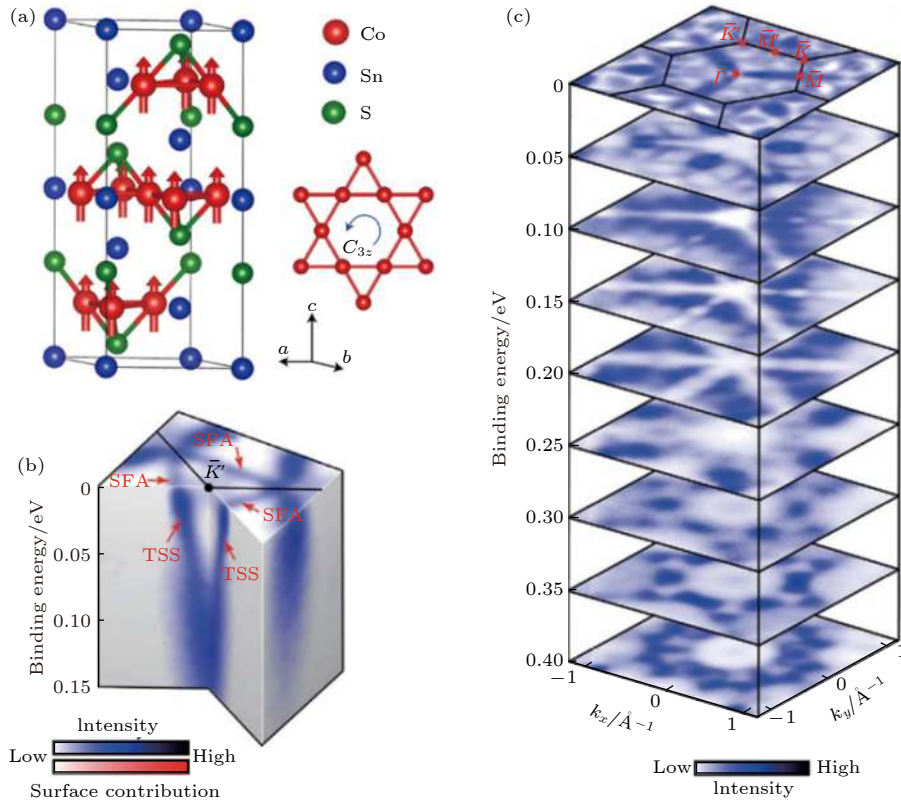 (a)
Co
Sn
S
C3z
c
a
b
(b)
SFA
K̄′
SFA
SFA
TSS
TSS
Binding energy/eV
0
0.05
0.10
0.15
Intensity
Low
High
Surface contribution
(c)
K̄′
M̄′
K̄
Γ̄
M̄
Binding energy/eV
0
0.05
0.10
0.15
0.20
0.25
0.30
0.35
0.40
−1
0
1
kx/Å−1
−1
0
1
ky/Å−1
Low
High
Intensity